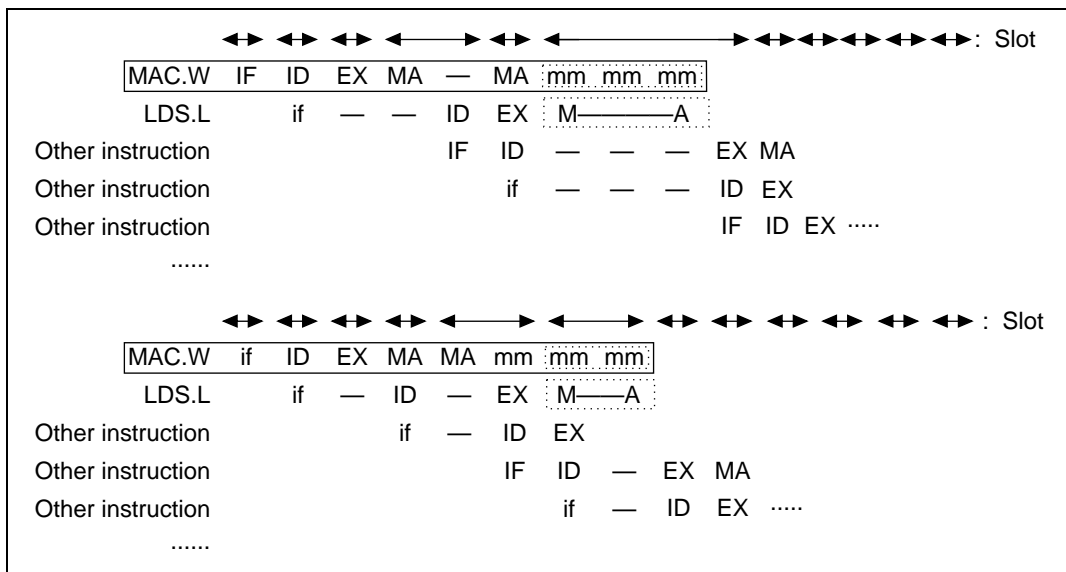 : Slot
MAC.W IF ID EX MA — MA mm mm mm
LDS.L if — — ID EX M————A
Other instruction IF ID — — — EX MA
Other instruction if — — — ID EX
Other instruction IF ID EX ·····
······
: Slot
MAC.W if ID EX MA MA mm mm mm
LDS.L if — ID — EX M——A
Other instruction if — ID EX
Other instruction IF ID — EX MA
Other instruction if — ID EX ·····
······